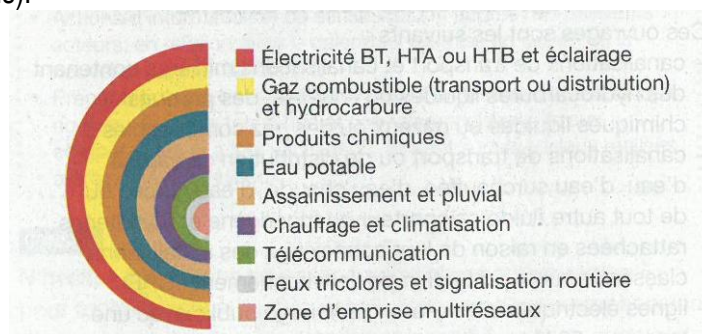 Électricité BT, HTA ou HTB et éclairage
Gaz combustible (transport ou distribution)
et hydrocarbure
Produits chimiques
Eau potable
Assainissement et pluvial
Chauffage et climatisation
Télécommunication
Feux tricolores et signalisation routière
Zone d'emprise multiréseaux